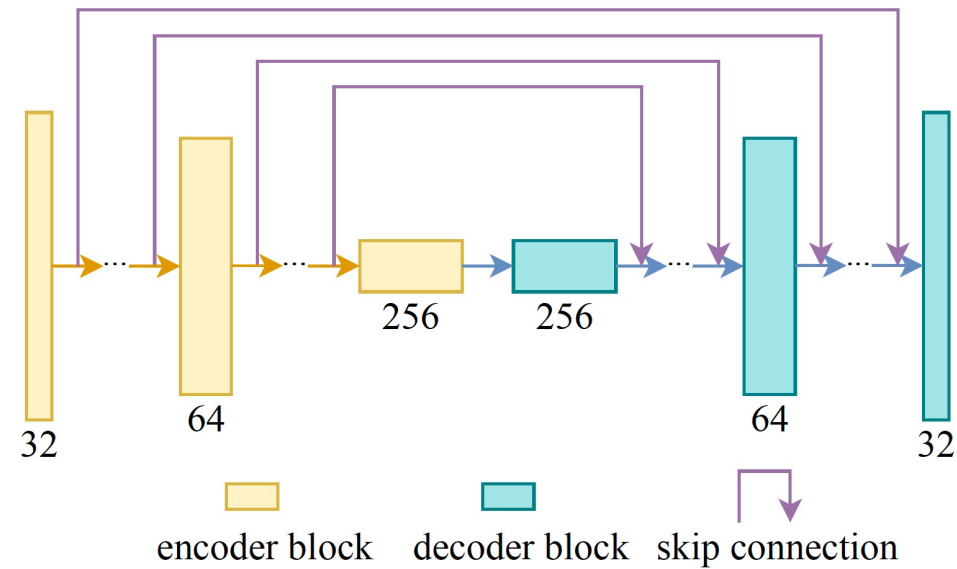 ... ... ... ...
256 256
64 64
32 32
encoder block decoder block skip connection